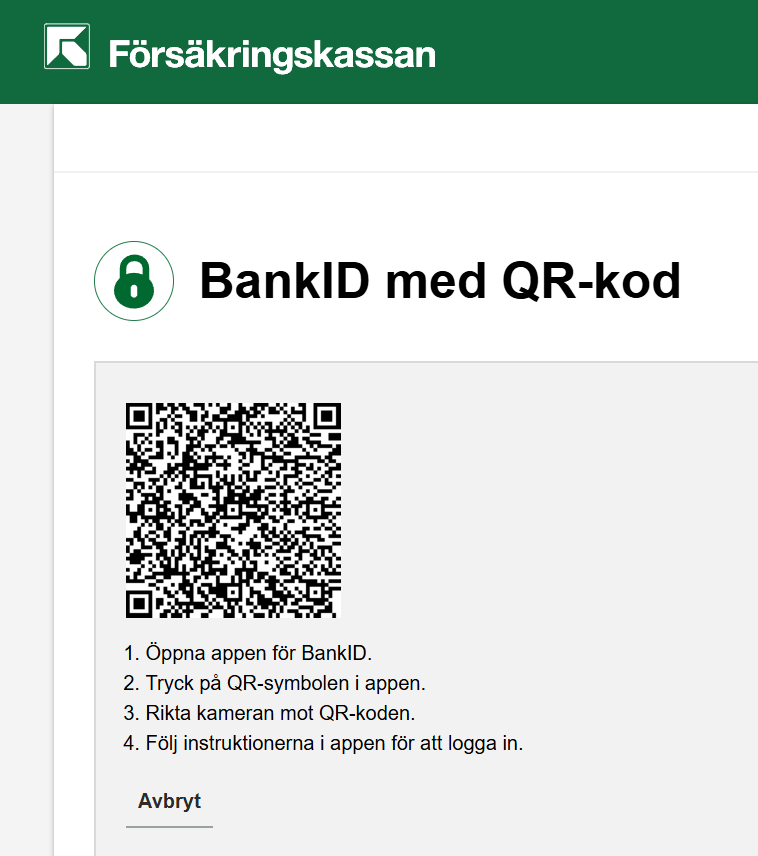 Försäkringskassan
BankID med QR-kod
1. Öppna appen för BankID.
2. Tryck på QR-symbolen i appen.
3. Rikta kameran mot QR-koden.
4. Följ instruktionerna i appen för att logga in.
Avbryt